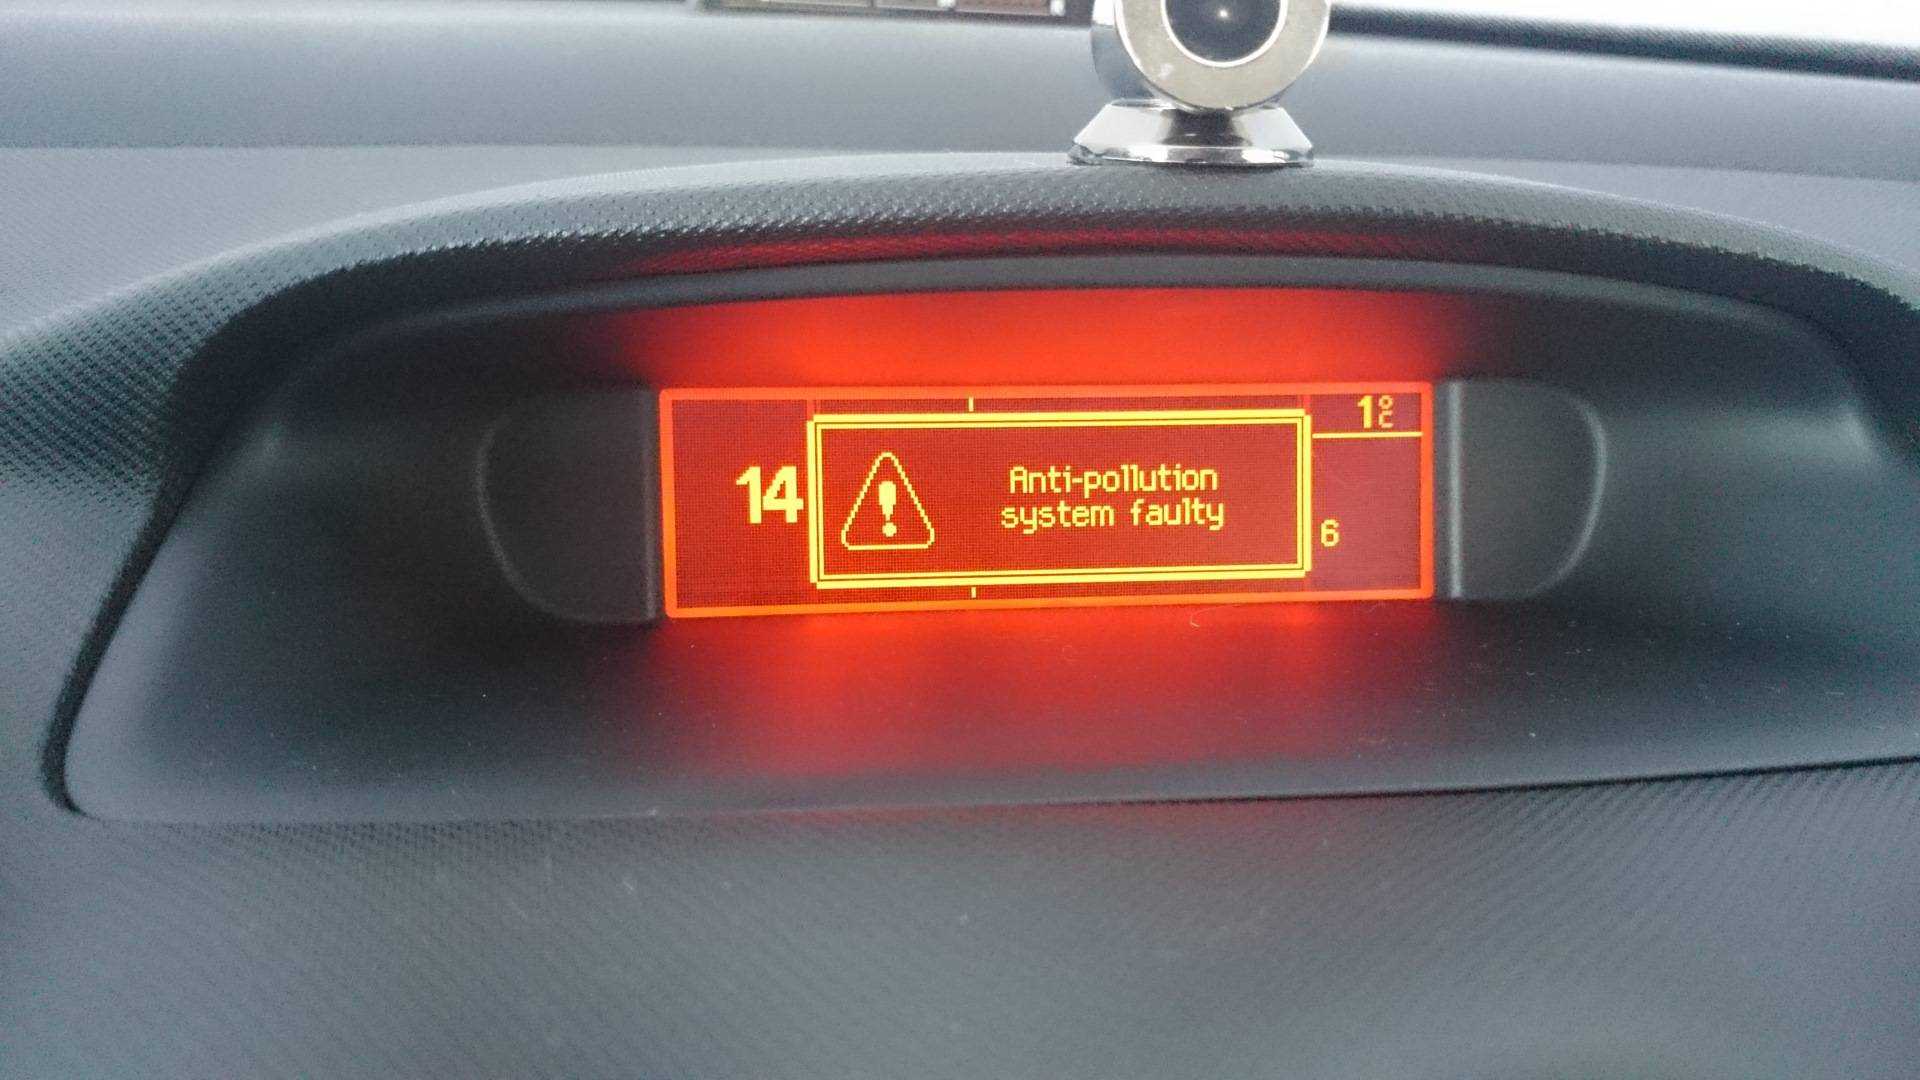 1°C
14
Anti-pollution
system faulty
6